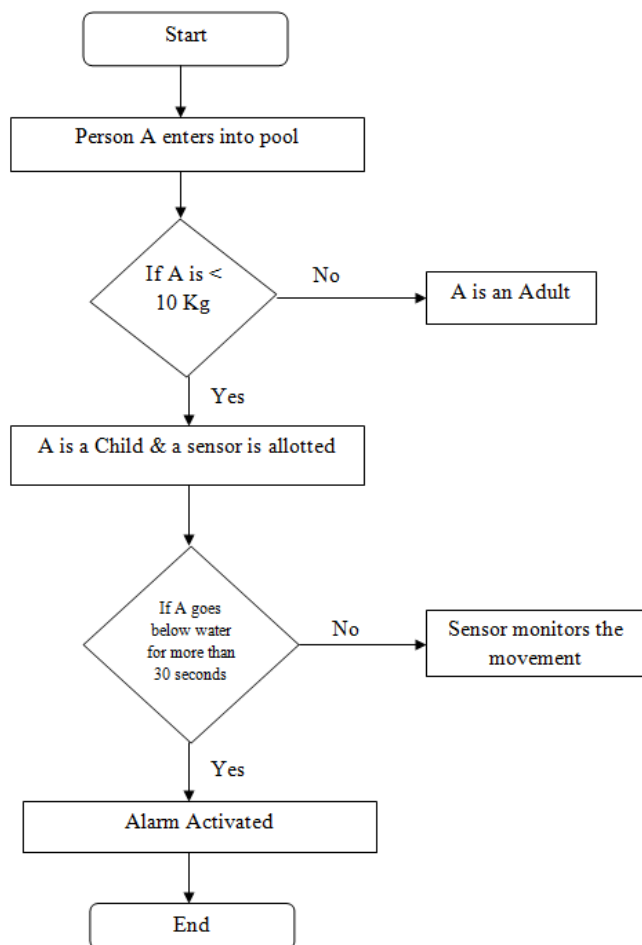 Start
Person A enters into pool
If A is <
10 Kg
No
A is an Adult
Yes
A is a Child & a sensor is allotted
If A goes
below water
for more than
30 seconds
No
Sensor monitors the
movement
Yes
Alarm Activated
End